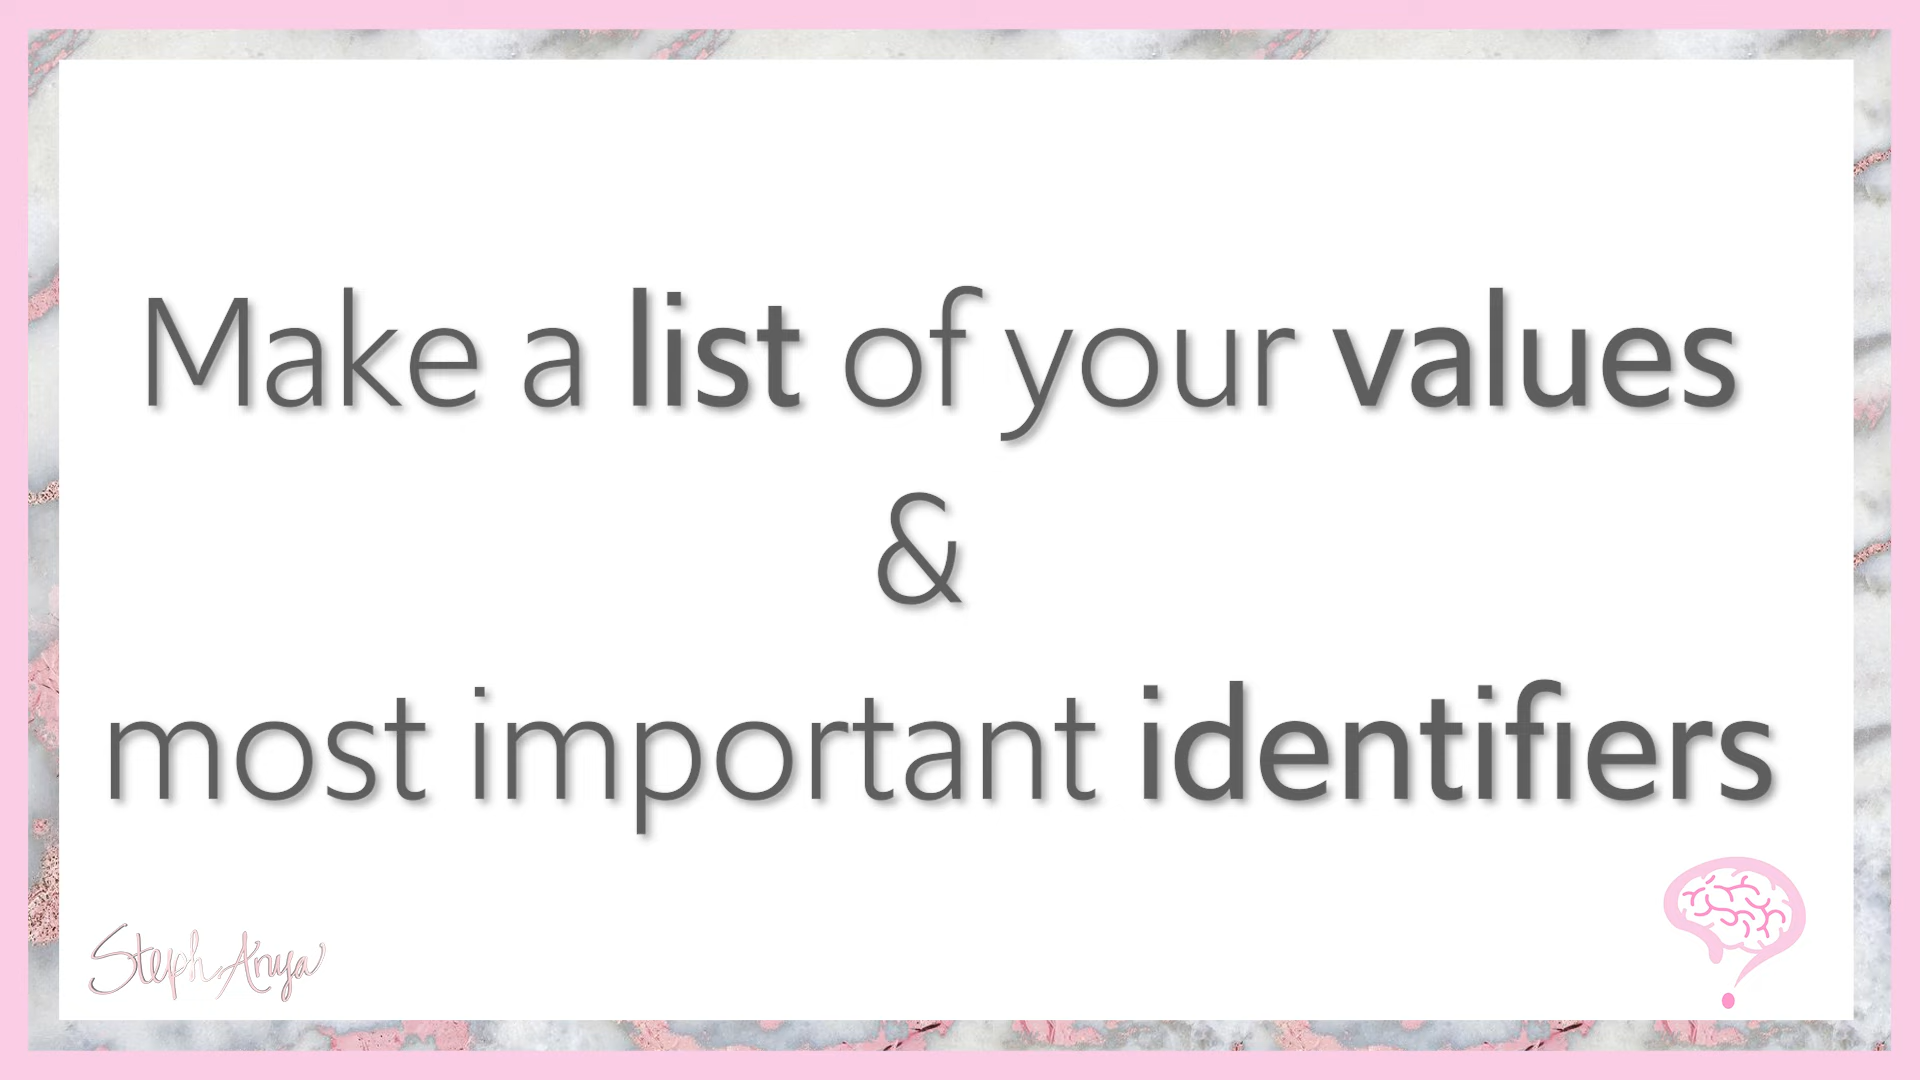 Make a list of your values
&
most important identifiers
Steph Anya